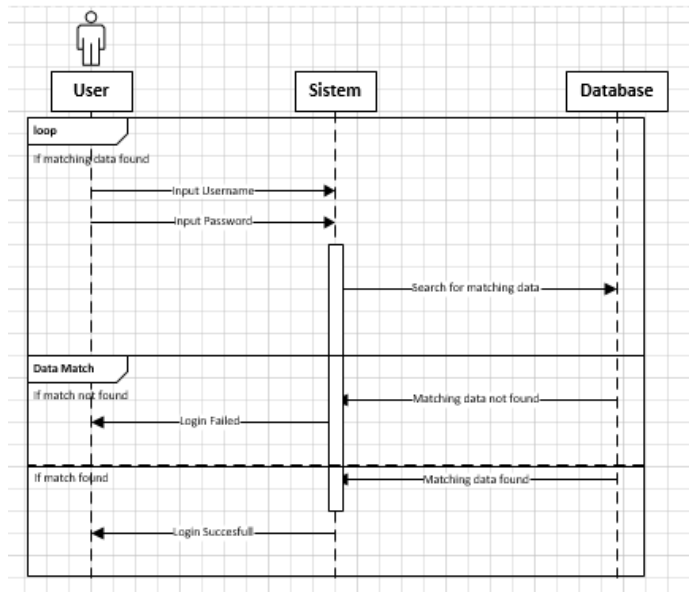 User
Sistem
Database
loop
If matching data found
Input Username
Input Password
Search for matching data
Data Match
If match not found
Matching data not found
Login Failed
If match found
Matching data found
Login Succesfull